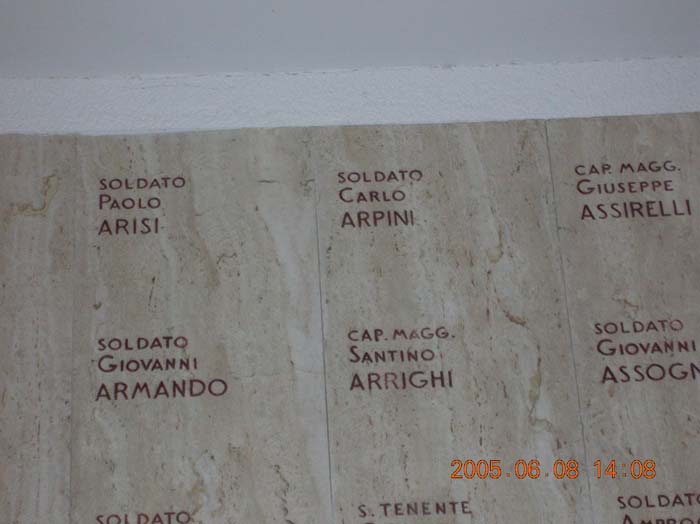 SOLDATO
PAOLO
ARISI
SOLDATO
CARLO
ARPINI
CAP. MAGG.
GIUSEPPE
ASSIRELLI
SOLDATO
GIOVANNI
ARMANDO
CAP. MAGG.
SANTINO
ARRIGHI
SOLDATO
GIOVANNI
ASSOGN
2005.06.08 14:08
SOLDATO
S. TENENTE
SOLDATO